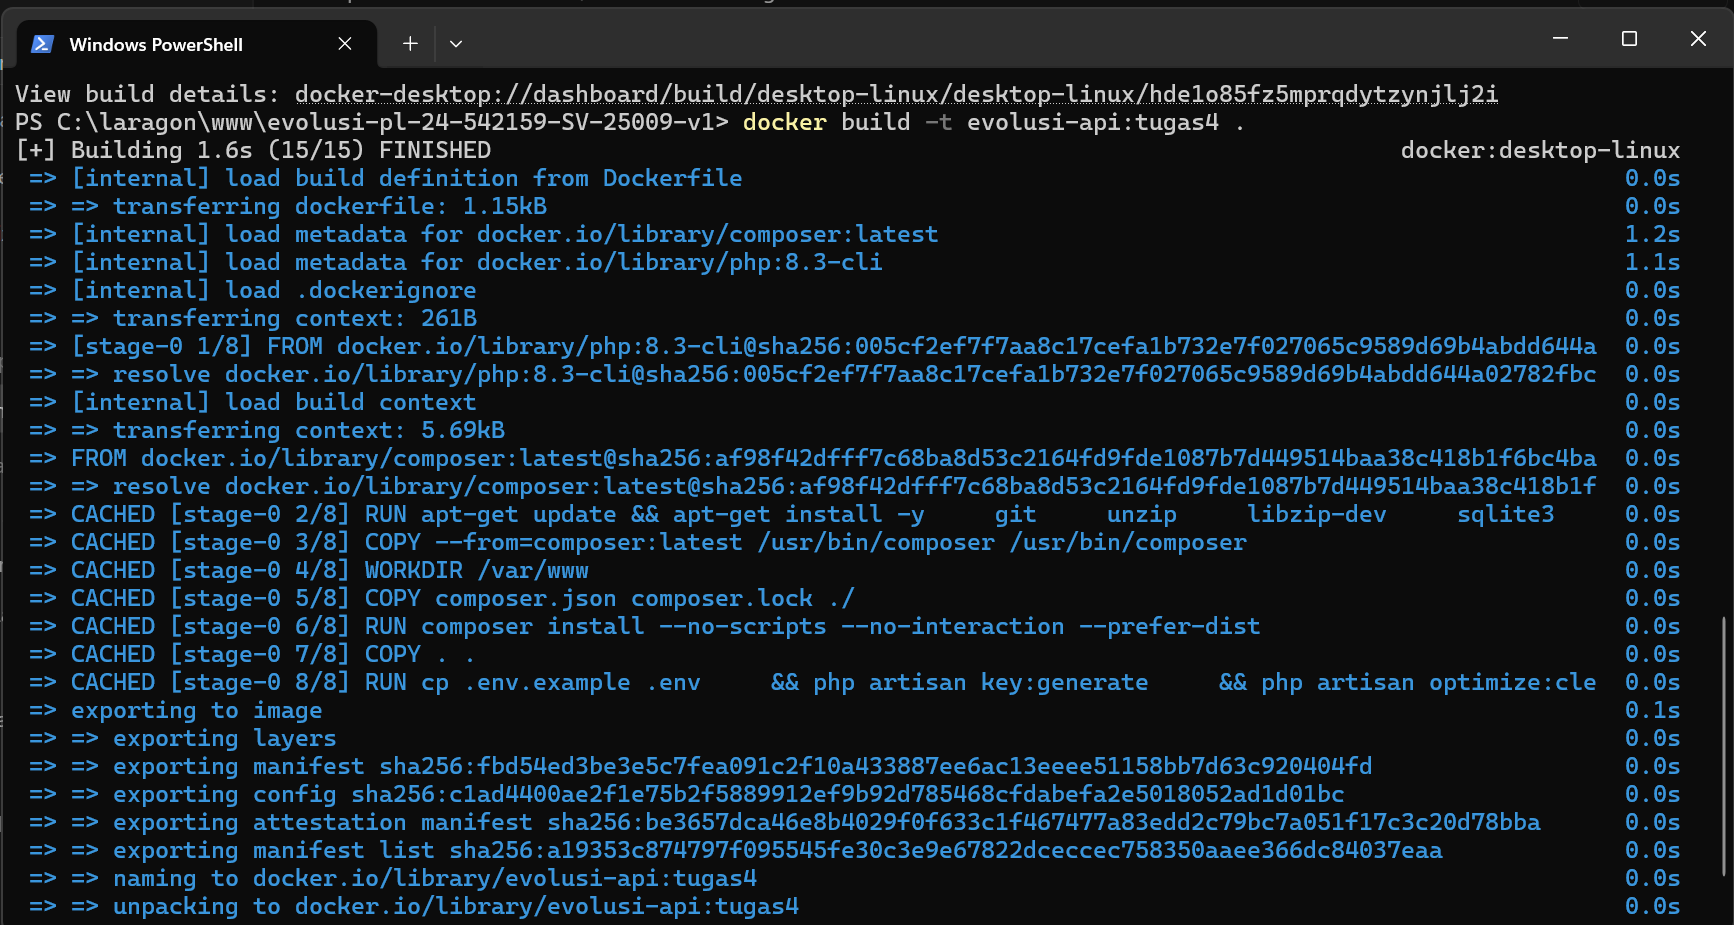 Windows PowerShell
View build details: docker-desktop://dashboard/build/desktop-linux/desktop-linux/hde1o85fz5mprqdytzynjlj2i
PS C:\laragon\www\evolusi-pl-24-542159-SV-25009-v1> docker build -t evolusi-api:tugas4 .
[+] Building 1.6s (15/15) FINISHED docker:desktop-linux
=> [internal] load build definition from Dockerfile 0.0s
=> => transferring dockerfile: 1.15kB 0.0s
=> [internal] load metadata for docker.io/library/composer:latest 1.2s
=> [internal] load metadata for docker.io/library/php:8.3-cli 1.1s
=> [internal] load .dockerignore 0.0s
=> => transferring context: 261B 0.0s
=> [stage-0 1/8] FROM docker.io/library/php:8.3-cli@sha256:005cf2ef7f7aa8c17cefa1b732e7f027065c9589d69b4abdd644a 0.0s
=> => resolve docker.io/library/php:8.3-cli@sha256:005cf2ef7f7aa8c17cefa1b732e7f027065c9589d69b4abdd644a02782fbc 0.0s
=> [internal] load build context 0.0s
=> => transferring context: 5.69kB 0.0s
=> FROM docker.io/library/composer:latest@sha256:af98f42dfff7c68ba8d53c2164fd9fde1087b7d449514baa38c418b1f6bc4ba 0.0s
=> => resolve docker.io/library/composer:latest@sha256:af98f42dfff7c68ba8d53c2164fd9fde1087b7d449514baa38c418b1f 0.0s
=> CACHED [stage-0 2/8] RUN apt-get update && apt-get install -y     git     unzip     libzip-dev     sqlite3 0.0s
=> CACHED [stage-0 3/8] COPY --from=composer:latest /usr/bin/composer /usr/bin/composer 0.0s
=> CACHED [stage-0 4/8] WORKDIR /var/www 0.0s
=> CACHED [stage-0 5/8] COPY composer.json composer.lock ./ 0.0s
=> CACHED [stage-0 6/8] RUN composer install --no-scripts --no-interaction --prefer-dist 0.0s
=> CACHED [stage-0 7/8] COPY . . 0.0s
=> CACHED [stage-0 8/8] RUN cp .env.example .env     && php artisan key:generate     && php artisan optimize:cle 0.0s
=> exporting to image 0.1s
=> => exporting layers 0.0s
=> => exporting manifest sha256:fbd54ed3be3e5c7fea091c2f10a433887ee6ac13eeee51158bb7d63c920404fd 0.0s
=> => exporting config sha256:c1ad4400ae2f1e75b2f5889912ef9b92d785468cfdabefa2e5018052ad1d01bc 0.0s
=> => exporting attestation manifest sha256:be3657dca46e8b4029f0f633c1f467477a83edd2c79bc7a051f17c3c20d78bba 0.0s
=> => exporting manifest list sha256:a19353c874797f095545fe30c3e9e67822dceccec758350aaee366dc84037eaa 0.0s
=> => naming to docker.io/library/evolusi-api:tugas4 0.0s
=> => unpacking to docker.io/library/evolusi-api:tugas4 0.0s